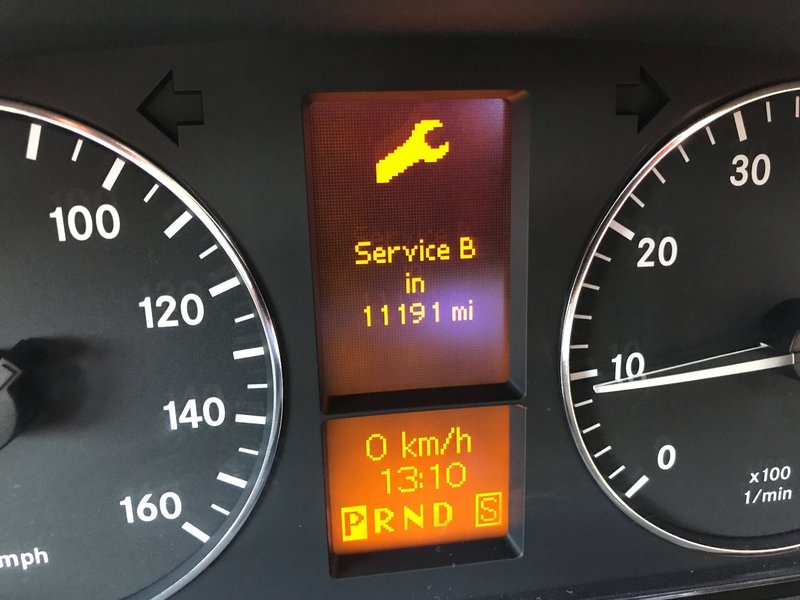 100
120
140
160
mph
Service B
in
11191 mi
0 km/h
13:10
PRND S
30
20
10
0
x100
1/min